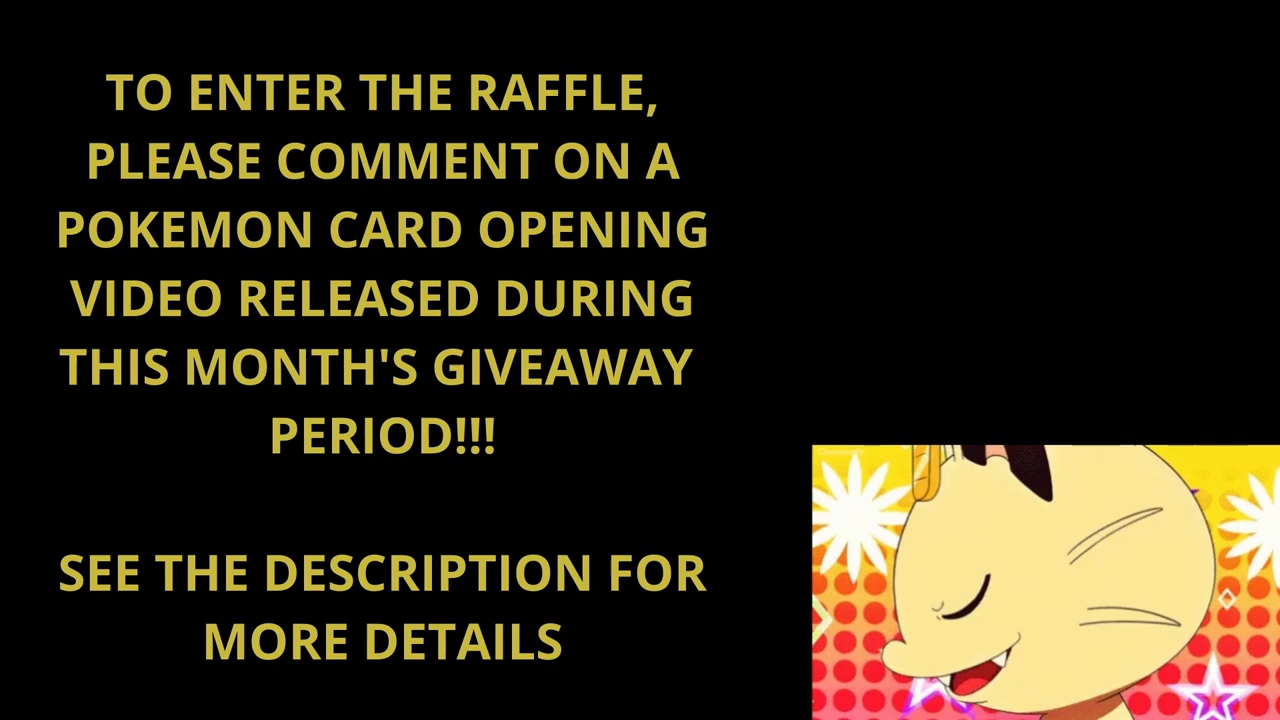 TO ENTER THE RAFFLE,
PLEASE COMMENT ON A
POKEMON CARD OPENING
VIDEO RELEASED DURING
THIS MONTH'S GIVEAWAY
PERIOD!!!
SEE THE DESCRIPTION FOR
MORE DETAILS